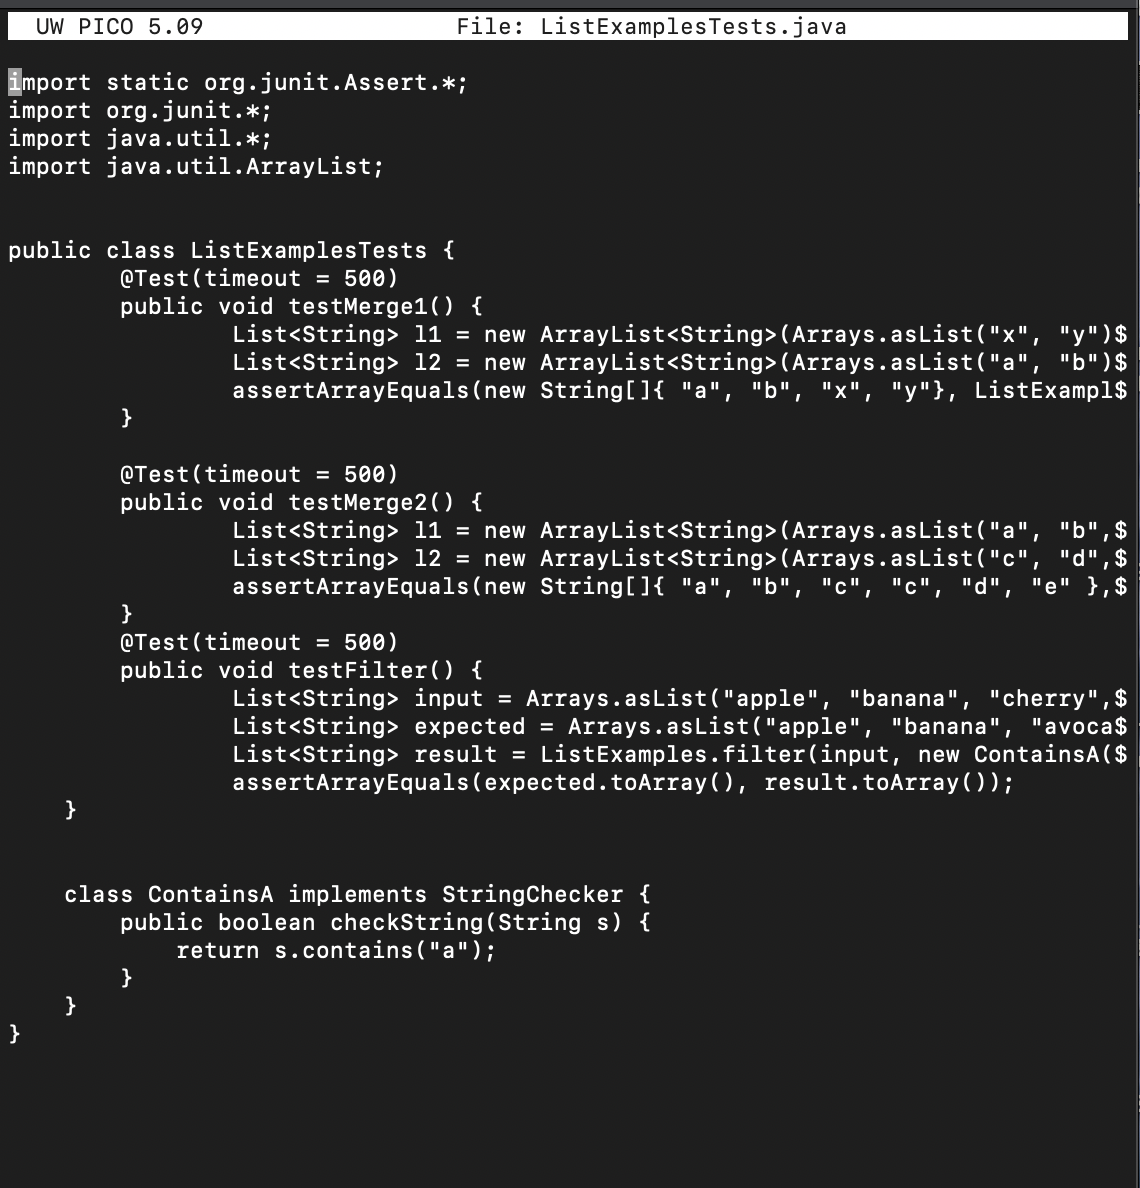 UW PICO 5.09 File: ListExamplesTests.java
import static org.junit.Assert.*;
import org.junit.*;
import java.util.*;
import java.util.ArrayList;
public class ListExamplesTests {
@Test(timeout = 500)
public void testMerge1() {
List<String> l1 = new ArrayList<String>(Arrays.asList("x", "y")$
List<String> l2 = new ArrayList<String>(Arrays.asList("a", "b")$
assertArrayEquals(new String[]{ "a", "b", "x", "y"}, ListExampl$
}
@Test(timeout = 500)
public void testMerge2() {
List<String> l1 = new ArrayList<String>(Arrays.asList("a", "b",$
List<String> l2 = new ArrayList<String>(Arrays.asList("c", "d",$
assertArrayEquals(new String[]{ "a", "b", "c", "c", "d", "e" },$
}
@Test(timeout = 500)
public void testFilter() {
List<String> input = Arrays.asList("apple", "banana", "cherry",$
List<String> expected = Arrays.asList("apple", "banana", "avoca$
List<String> result = ListExamples.filter(input, new ContainsA($
assertArrayEquals(expected.toArray(), result.toArray());
}
class ContainsA implements StringChecker {
public boolean checkString(String s) {
return s.contains("a");
}
}
}